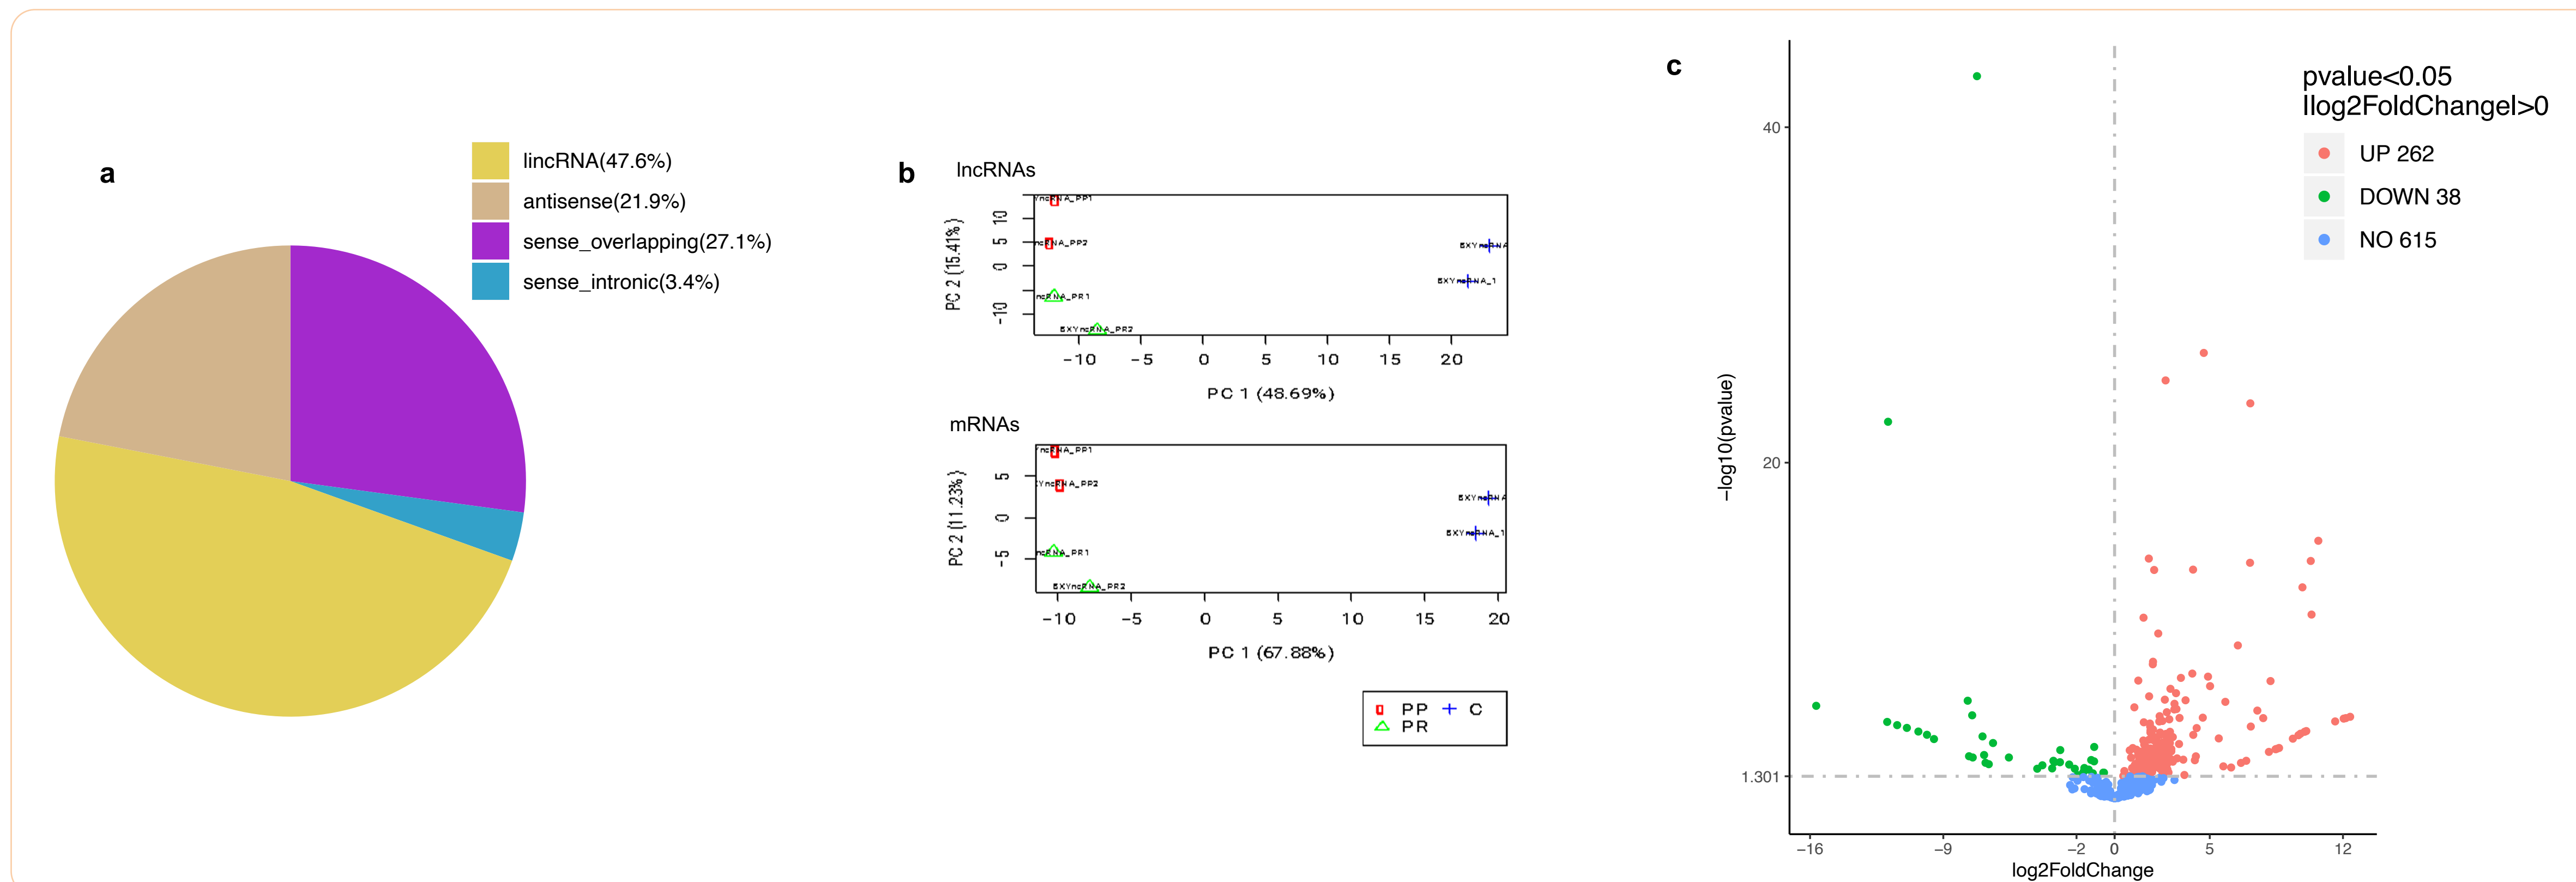 a
lincRNA(47.6%)
antisense(21.9%)
sense_overlapping(27.1%)
sense_intronic(3.4%)
b
lncRNAs
PC 2 (15.41%)
10
5
0
-10
-10
-5
0
5
10
15
20
PC 1 (48.69%)
mRNAs
PC 2 (11.23%)
5
0
-5
-10
-5
0
5
10
15
20
PC 1 (67.88%)
PP
C
PR
c
−log10(pvalue)
40
20
1.301
−16
−9
−2
0
5
12
log2FoldChange
pvalue<0.05
|log2FoldChange|>0
UP 262
DOWN 38
NO 615